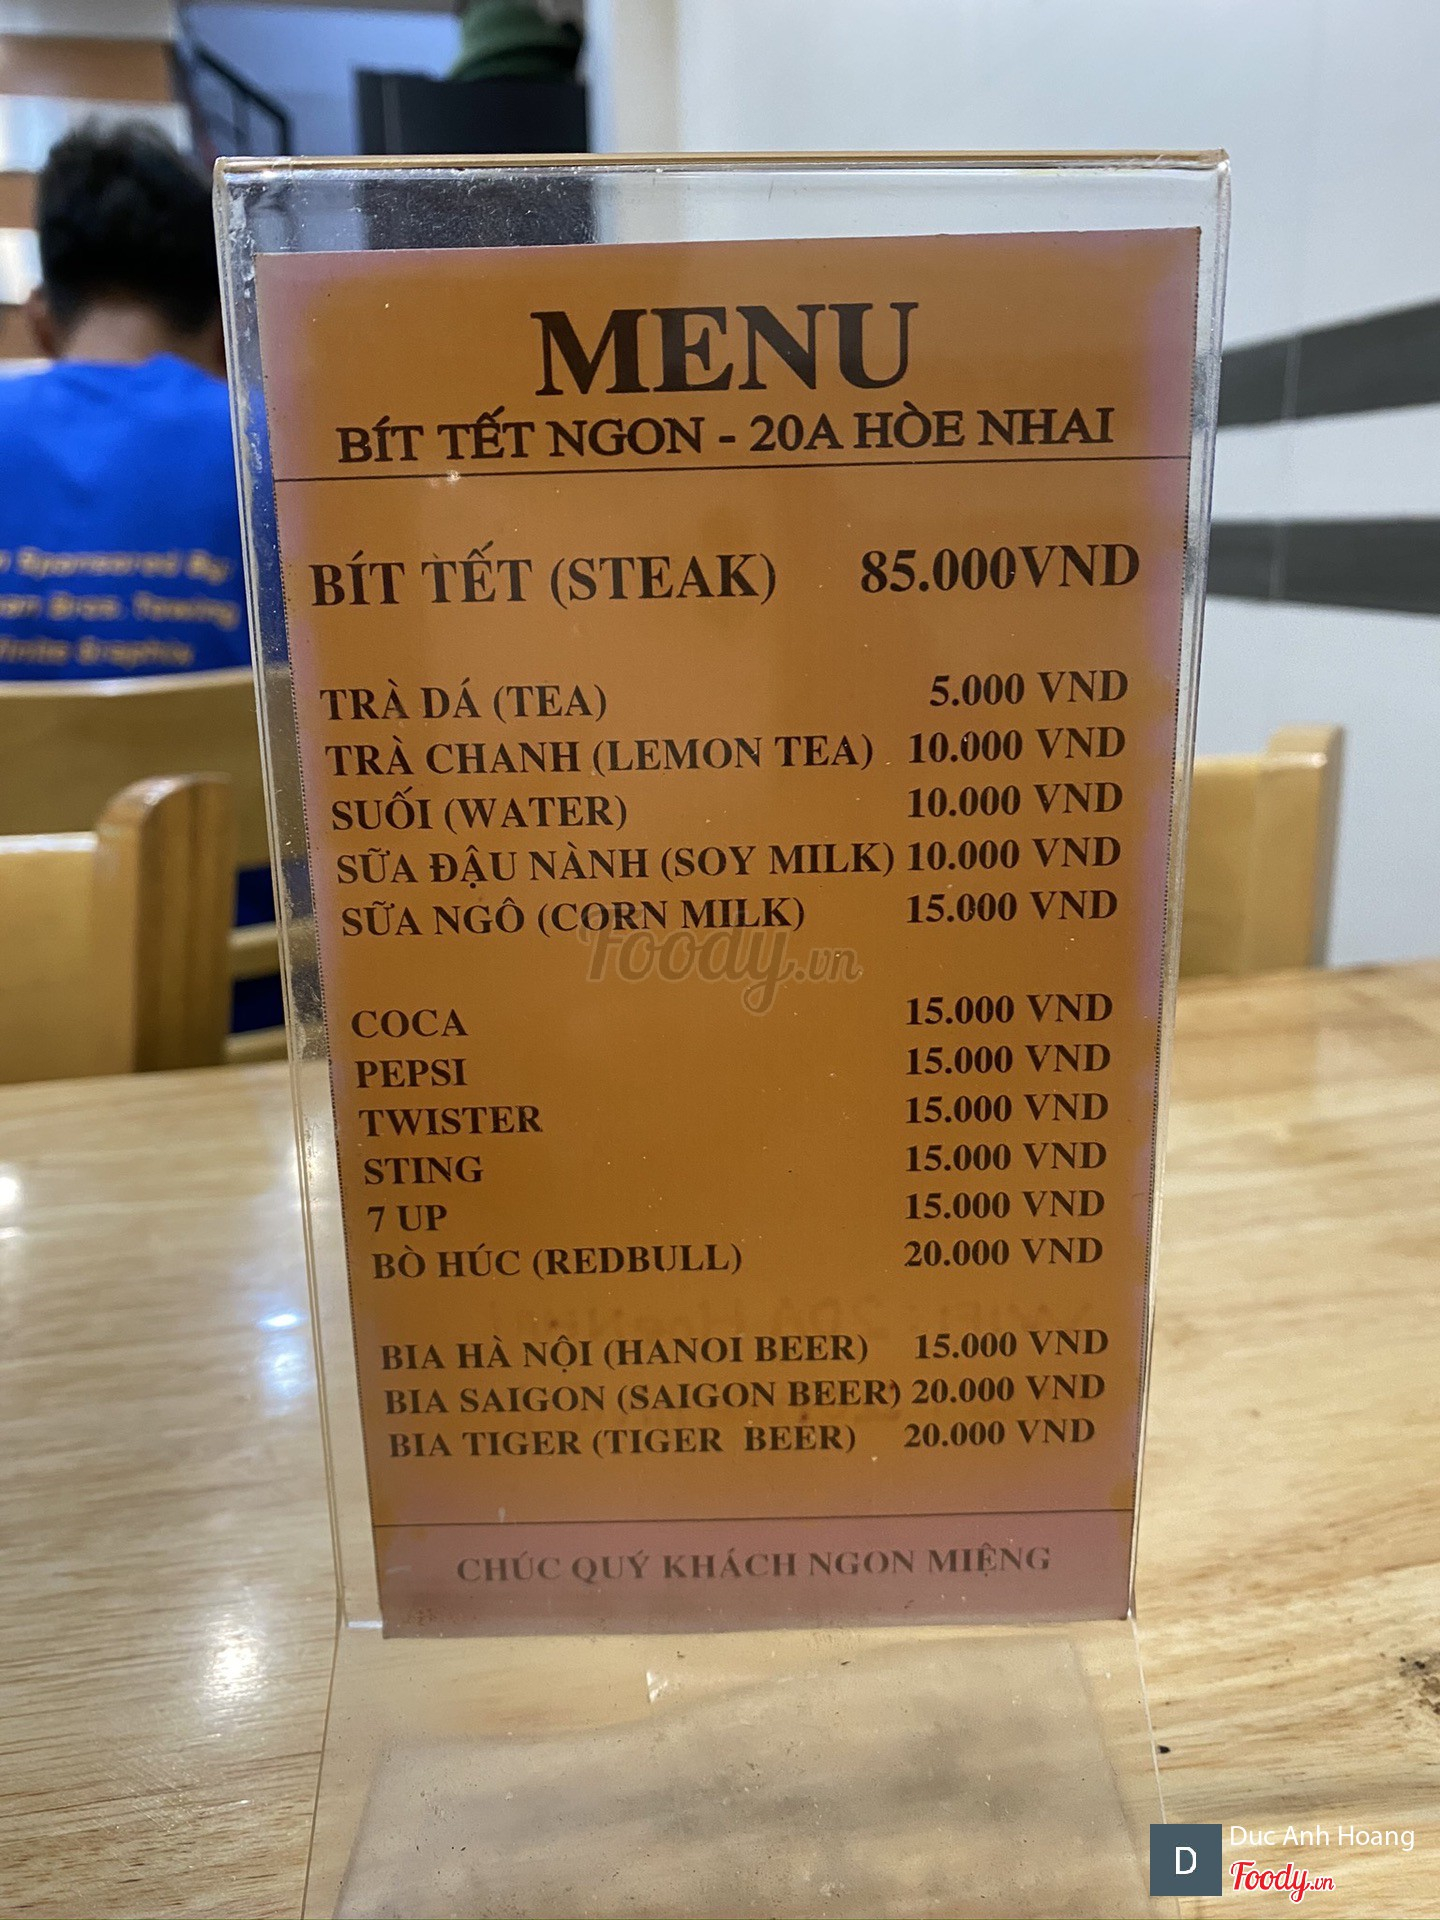 MENU
BÍT TẾT NGON - 20A HÒE NHAI
BÍT TẾT (STEAK) 85.000VND
TRÀ DÁ (TEA) 5.000 VND
TRÀ CHANH (LEMON TEA) 10.000 VND
SUỐI (WATER) 10.000 VND
SỮA ĐẬU NÀNH (SOY MILK) 10.000 VND
SỮA NGÔ (CORN MILK) 15.000 VND
Foody.vn
COCA 15.000 VND
PEPSI 15.000 VND
TWISTER 15.000 VND
STING 15.000 VND
7 UP 15.000 VND
BÒ HÚC (REDBULL) 20.000 VND
BIA HÀ NỘI (HANOI BEER) 15.000 VND
BIA SAIGON (SAIGON BEER) 20.000 VND
BIA TIGER (TIGER BEER) 20.000 VND
CHÚC QUÝ KHÁCH NGON MIỆNG
Sponsored By:
Bros. Towing
D Duc Anh Hoang
Foody.vn